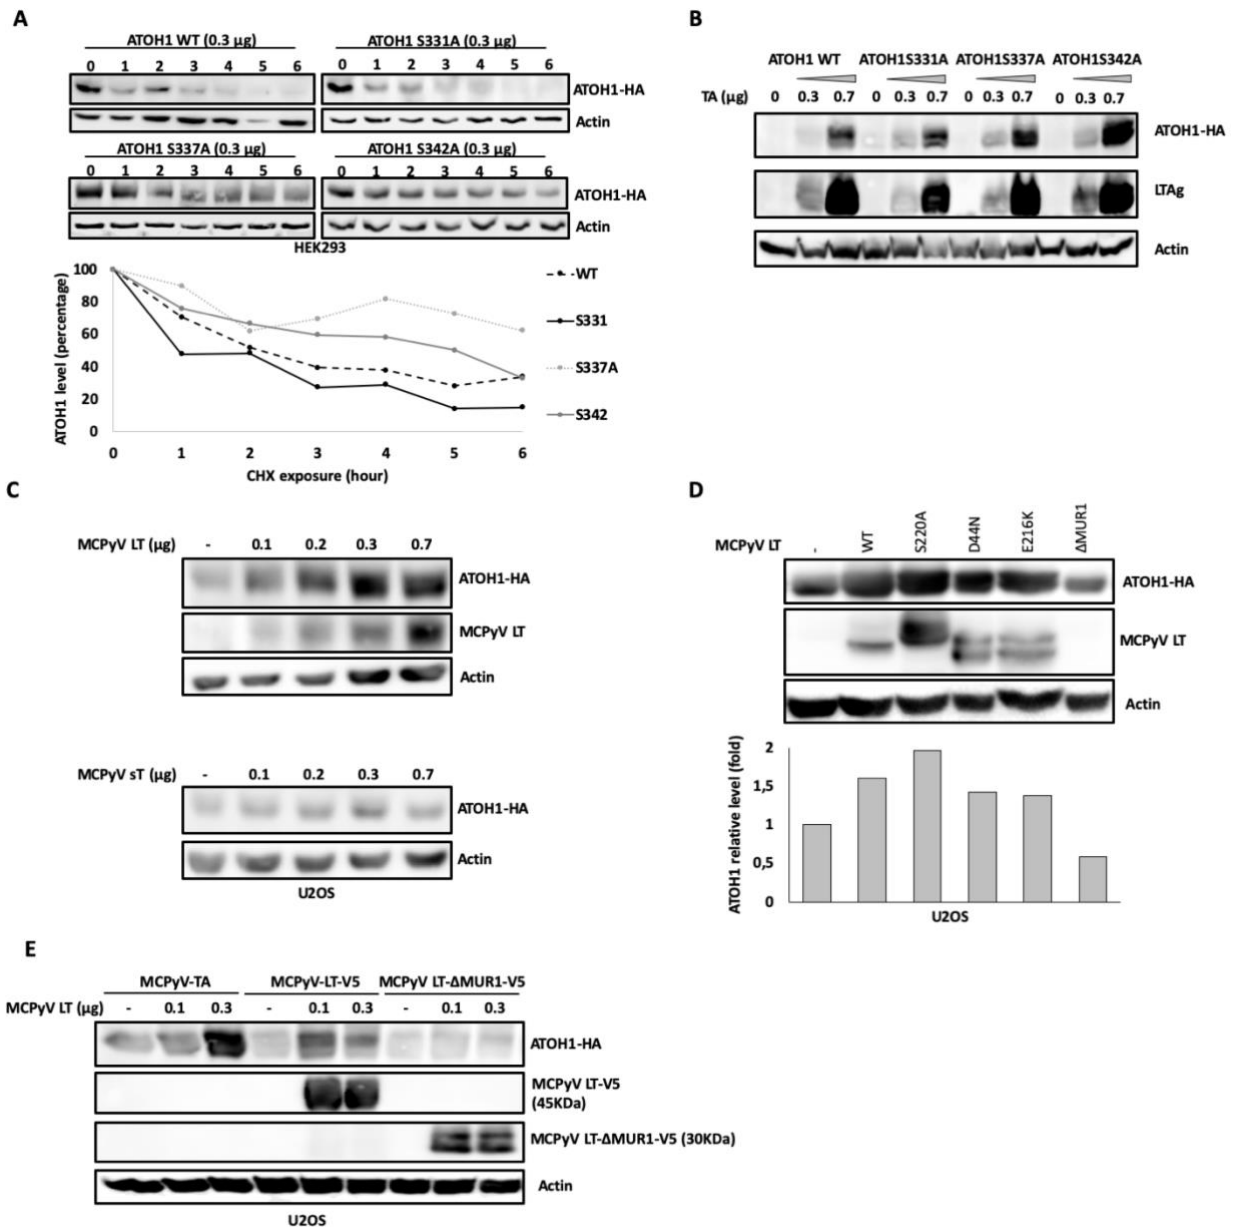 A
ATOH1 WT (0.3 µg)
ATOH1 S331A (0.3 µg)
0 1 2 3 4 5 6
0 1 2 3 4 5 6
ATOH1-HA
Actin
ATOH1 S337A (0.3 µg)
ATOH1 S342A (0.3 µg)
0 1 2 3 4 5 6
0 1 2 3 4 5 6
ATOH1-HA
Actin
HEK293
ATOH1 level (percentage)
100
80
60
40
20
0
0 1 2 3 4 5 6
CHX exposure (hour)
WT
S331
S337A
S342
B
ATOH1 WT ATOH1S331A ATOH1S337A ATOH1S342A
TA (µg) 0 0.3 0.7 0 0.3 0.7 0 0.3 0.7 0 0.3 0.7
ATOH1-HA
LTAg
Actin
C
MCPyV LT (µg) - 0.1 0.2 0.3 0.7
ATOH1-HA
MCPyV LT
Actin
MCPyV sT (µg) - 0.1 0.2 0.3 0.7
ATOH1-HA
Actin
U2OS
D
MCPyV LT - WT S220A D44N E216K ΔMUR1
ATOH1-HA
MCPyV LT
Actin
ATOH1 relative level (fold)
2
1,5
1
0,5
0
U2OS
E
MCPyV-TA MCPyV-LT-V5 MCPyV LT-ΔMUR1-V5
MCPyV LT (µg) - 0.1 0.3 - 0.1 0.3 - 0.1 0.3
ATOH1-HA
MCPyV LT-V5
(45KDa)
MCPyV LT-ΔMUR1-V5 (30KDa)
Actin
U2OS